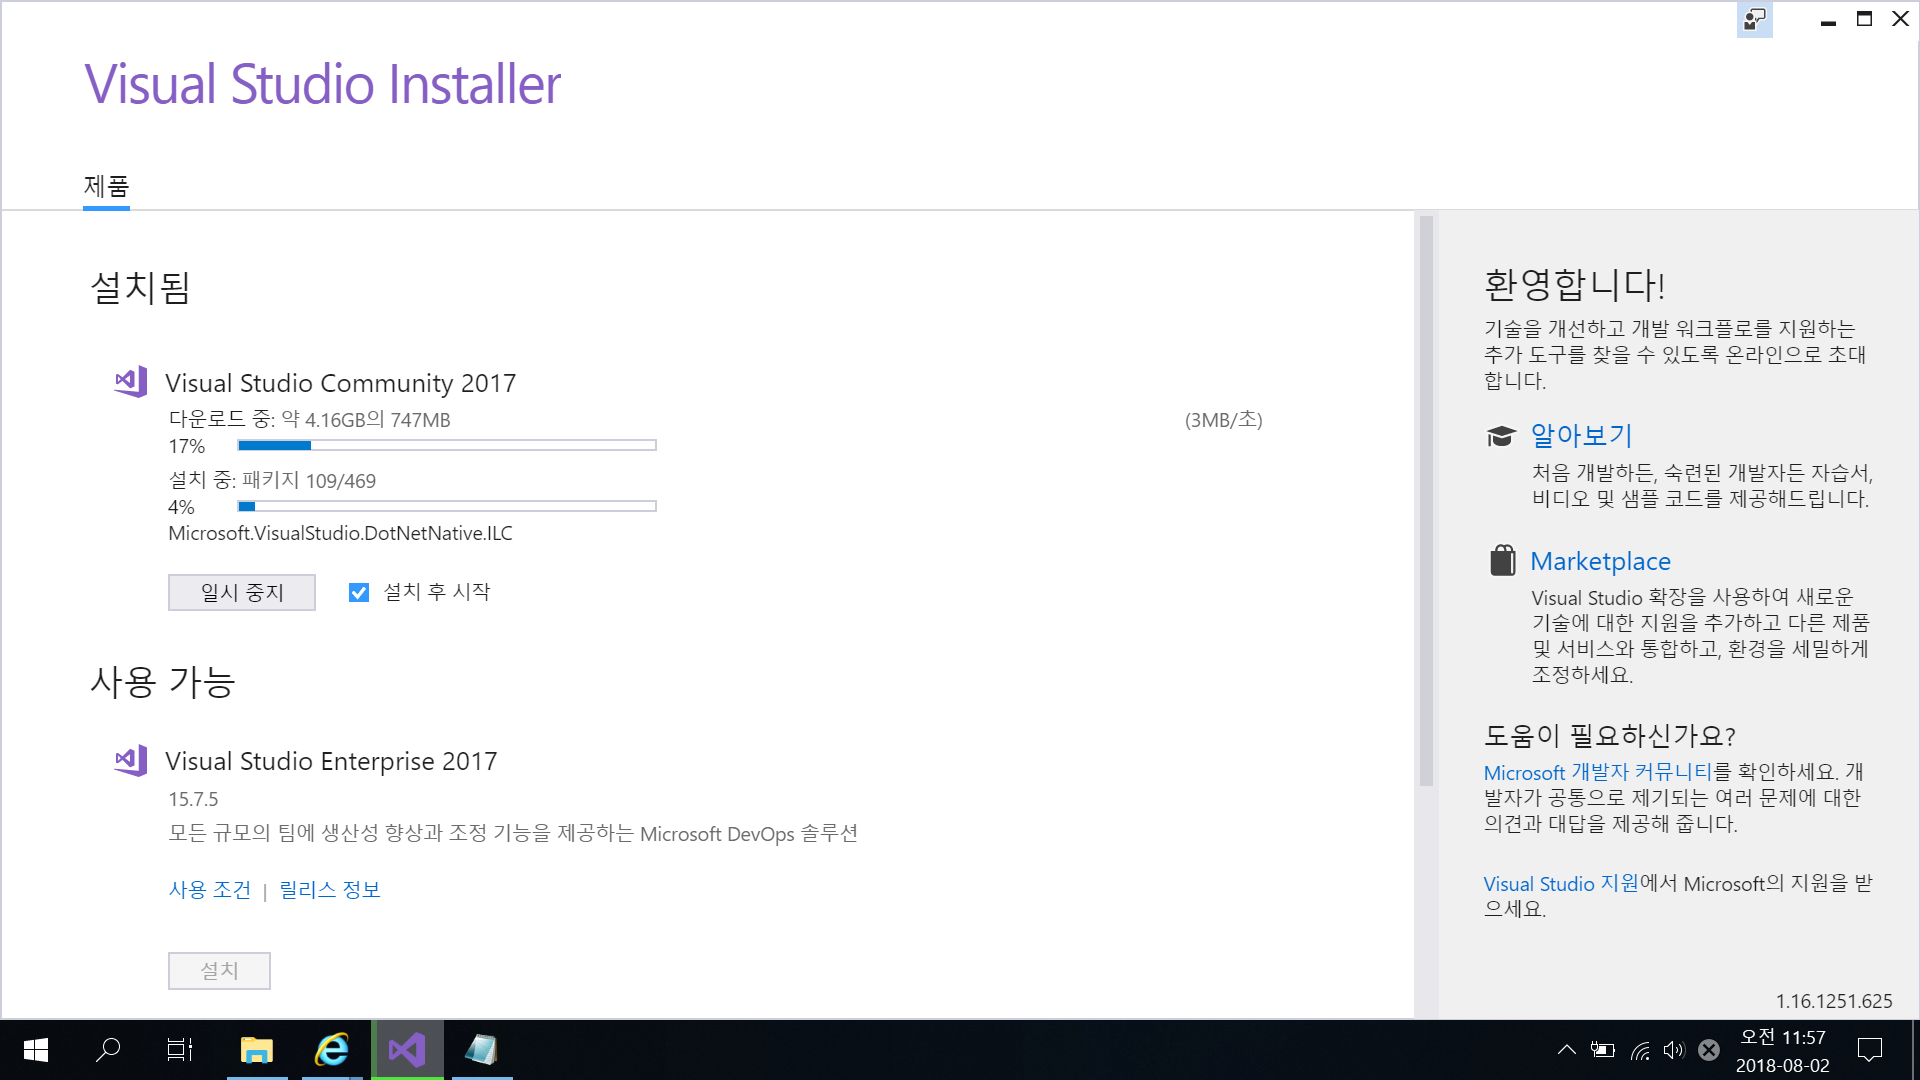 Visual Studio Installer
제품
설치됨
Visual Studio Community 2017
다운로드 중: 약 4.16GB의 747MB
(3MB/초)
17%
설치 중: 패키지 109/469
4%
Microsoft.VisualStudio.DotNetNative.ILC
일시 중지
설치 후 시작
사용 가능
Visual Studio Enterprise 2017
15.7.5
모든 규모의 팀에 생산성 향상과 조정 기능을 제공하는 Microsoft DevOps 솔루션
사용 조건 | 릴리스 정보
설치
환영합니다!
기술을 개선하고 개발 워크플로를 지원하는
추가 도구를 찾을 수 있도록 온라인으로 초대
합니다.
알아보기
처음 개발하든, 숙련된 개발자든 자습서,
비디오 및 샘플 코드를 제공해드립니다.
Marketplace
Visual Studio 확장을 사용하여 새로운
기술에 대한 지원을 추가하고 다른 제품
및 서비스와 통합하고, 환경을 세밀하게
조정하세요.
도움이 필요하신가요?
Microsoft 개발자 커뮤니티를 확인하세요. 개
발자가 공통으로 제기되는 여러 문제에 대한
의견과 대답을 제공해 줍니다.
Visual Studio 지원에서 Microsoft의 지원을 받
으세요.
1.16.1251.625
오전 11:57
2018-08-02